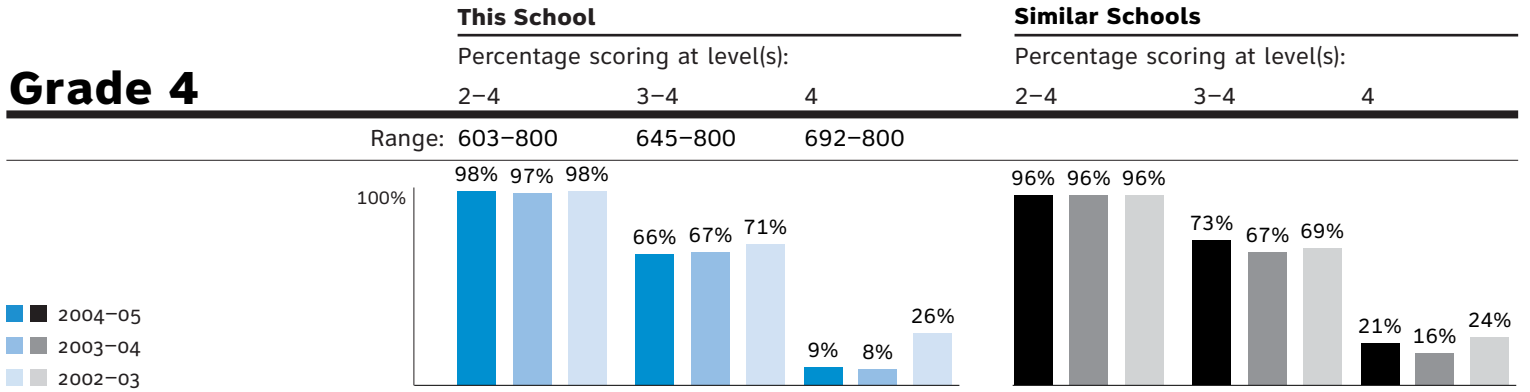 This School Similar Schools
Percentage scoring at level(s): Percentage scoring at level(s):
Grade 4 2–4 3–4 4 2–4 3–4 4
Range: 603–800 645–800 692–800
98% 97% 98% 96% 96% 96%
100%
66% 67% 71% 73% 67% 69%
9% 8% 26% 21% 16% 24%
2004–05
2003–04
2002–03